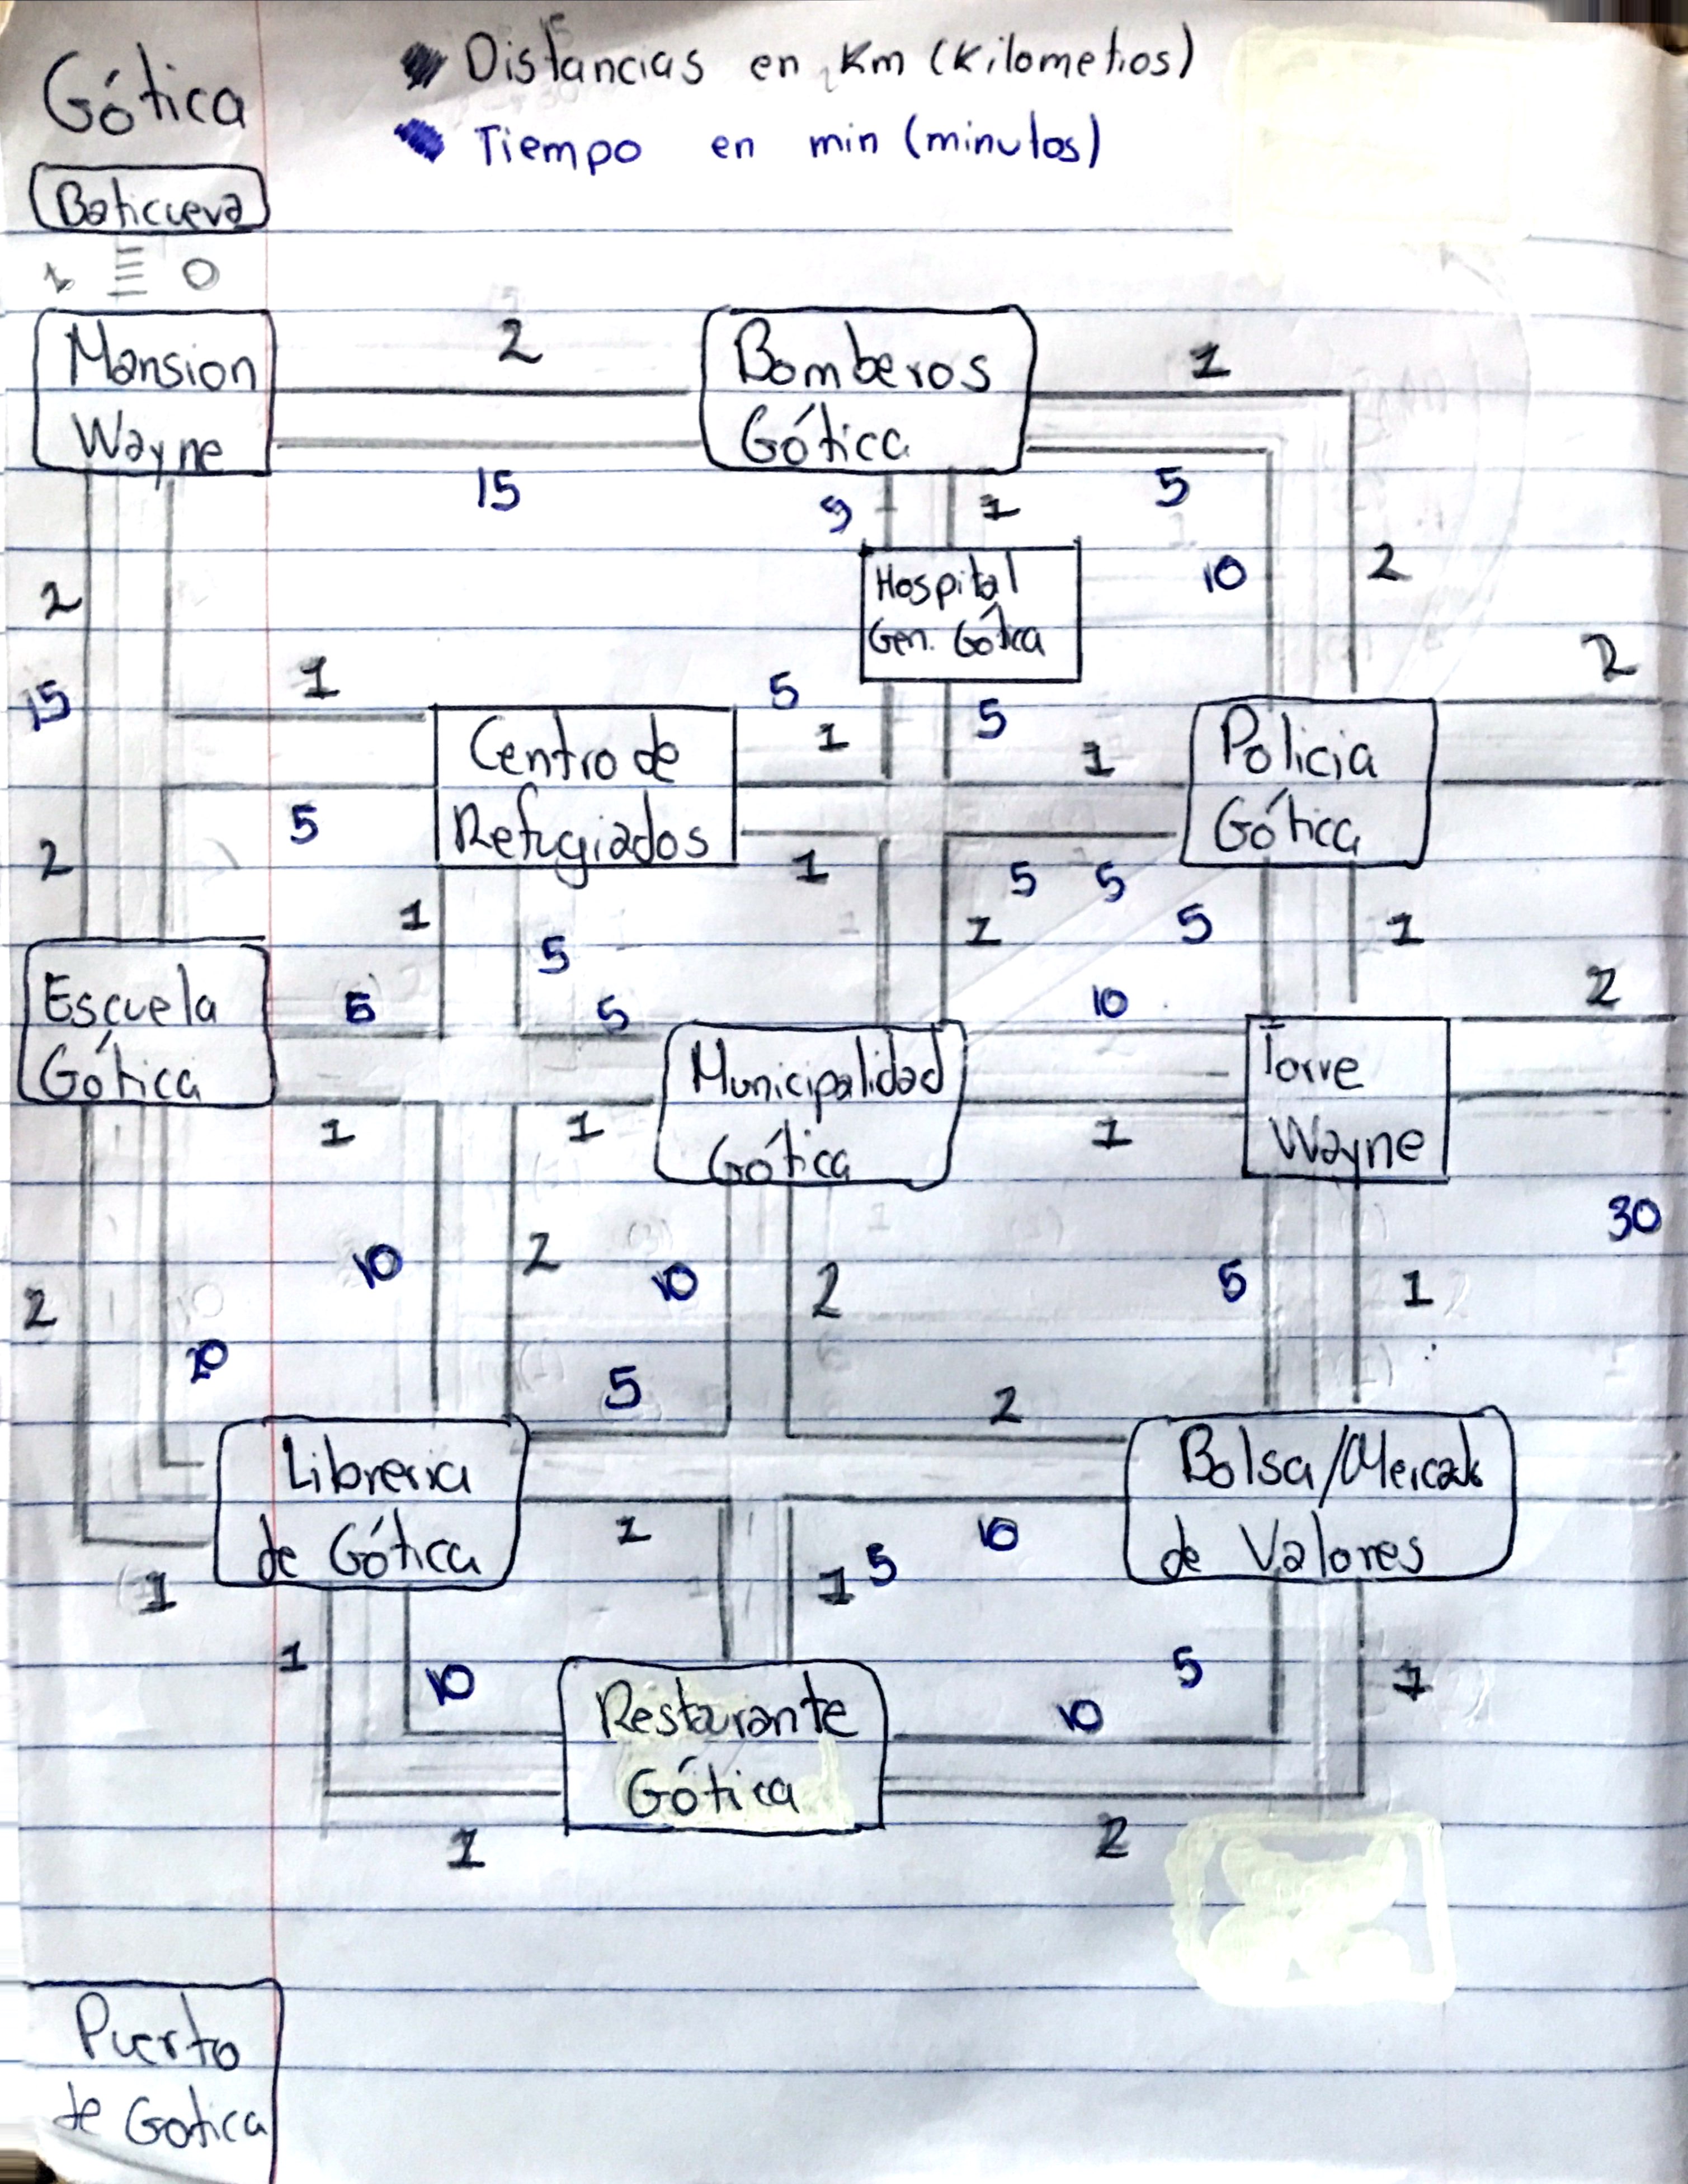 Gótica
Distancias en Km (Kilometros)
Tiempo en min (minutos)
Baticueva
1 0
Mansion
Wayne
2
15
Bomberos
Gótica
1
5
9 1
Hospital
Gen. Gótica
10 2
2
15
1
5
Centro de
Refugiados
5
1 5
1
1
5 5
Policia
Gótica
2
2
1
5
1
5 1
2
Escuela
Gótica
5
5
1
1
Municipalidad
Gótica
10
1
Torre
Wayne
30
2
20
10 2
10 2
5 1
5
2
Libreria
de Gótica
1
10
Bolsa/Mercado
de Valores
1
1 5
1
10
5 1
Restaurante
Gótica
10
1
2
Puerto
de Gotica